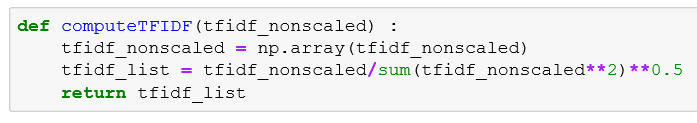 def computeTFIDF(tfidf_nonscaled) :
    tfidf_nonscaled = np.array(tfidf_nonscaled)
    tfidf_list = tfidf_nonscaled/sum(tfidf_nonscaled**2)**0.5
    return tfidf_list